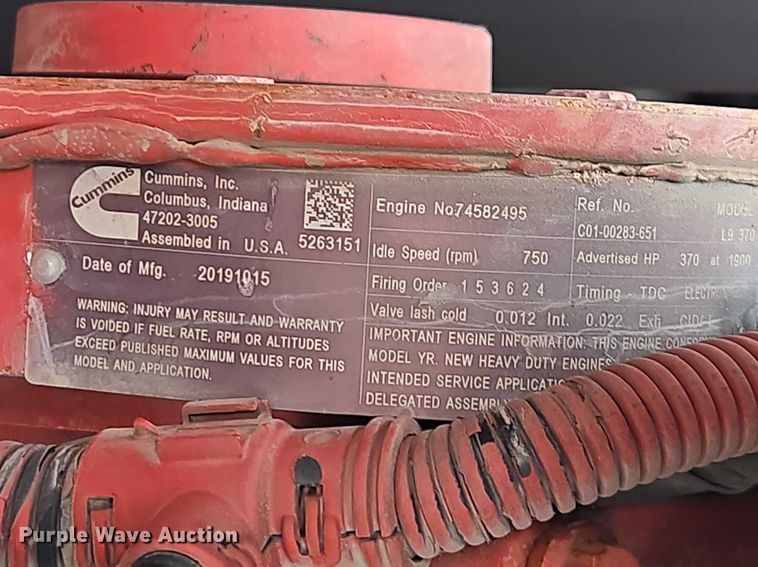 Cummins
Cummins, Inc.
Columbus, Indiana
47202-3005
Assembled in U.S.A. 5263151
Date of Mfg. 20191015
WARNING: INJURY MAY RESULT AND WARRANTY
IS VOIDED IF FUEL RATE, RPM OR ALTITUDES
EXCEED PUBLISHED MAXIMUM VALUES FOR THIS
MODEL AND APPLICATION.
Engine No. 74582495
Idle Speed (rpm) 750
Firing Order 1 5 3 6 2 4
Valve lash cold 0.012 Int. 0.022 Exh
Ref. No.
C01-00283-651
L9 370
Advertised HP 370 at 1900
Timing TDC
IMPORTANT ENGINE INFORMATION: THIS ENGINE
MODEL YR. NEW HEAVY DUTY ENGINES
INTENDED SERVICE APPLICATION
DELEGATED ASSEMBLY
Purple Wave Auction